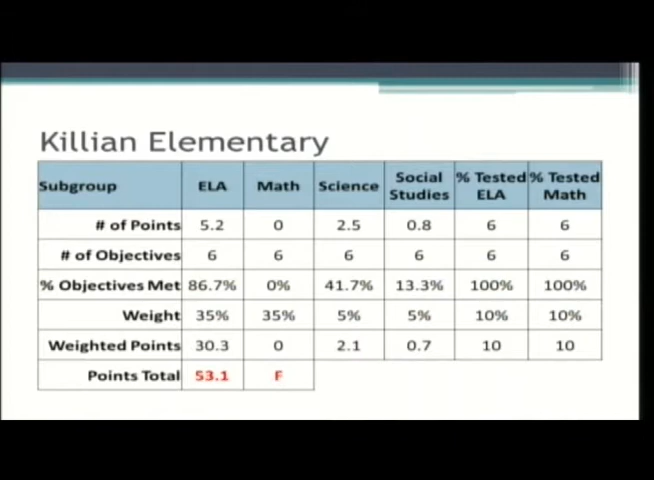 Killian Elementary
Subgroup ELA Math Science Social Studies % Tested ELA % Tested Math
# of Points 5.2 0 2.5 0.8 6 6
# of Objectives 6 6 6 6 6 6
% Objectives Met 86.7% 0% 41.7% 13.3% 100% 100%
Weight 35% 35% 5% 5% 10% 10%
Weighted Points 30.3 0 2.1 0.7 10 10
Points Total 53.1 F